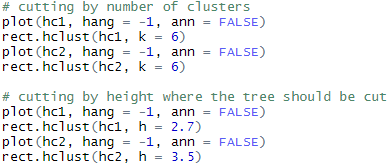 # cutting by number of clusters
plot(hc1, hang = -1, ann = FALSE)
rect.hclust(hc1, k = 6)
plot(hc2, hang = -1, ann = FALSE)
rect.hclust(hc2, k = 6)

# cutting by height where the tree should be cut
plot(hc1, hang = -1, ann = FALSE)
rect.hclust(hc1, h = 2.7)
plot(hc2, hang = -1, ann = FALSE)
rect.hclust(hc2, h = 3.5)